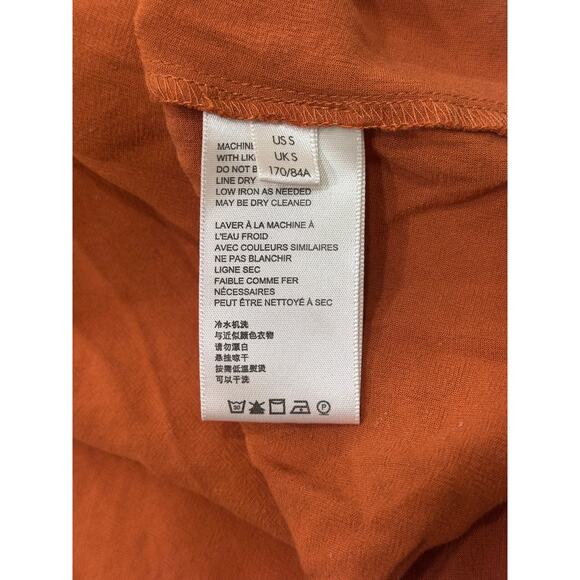 US S
UK S
170/84A
MACHINE
WITH LIK
DO NOT B
LINE DRY
LOW IRON AS NEEDED
MAY BE DRY CLEANED
LAVER À LA MACHINE À
L'EAU FROID
AVEC COULEURS SIMILAIRES
NE PAS BLANCHIR
LIGNE SEC
FAIBLE COMME FER
NÉCESSAIRES
PEUT ÊTRE NETTOYÉ À SEC
冷水机洗
与近似颜色衣物
请勿漂白
悬挂晾干
按需低温熨烫
可以干洗
30 P